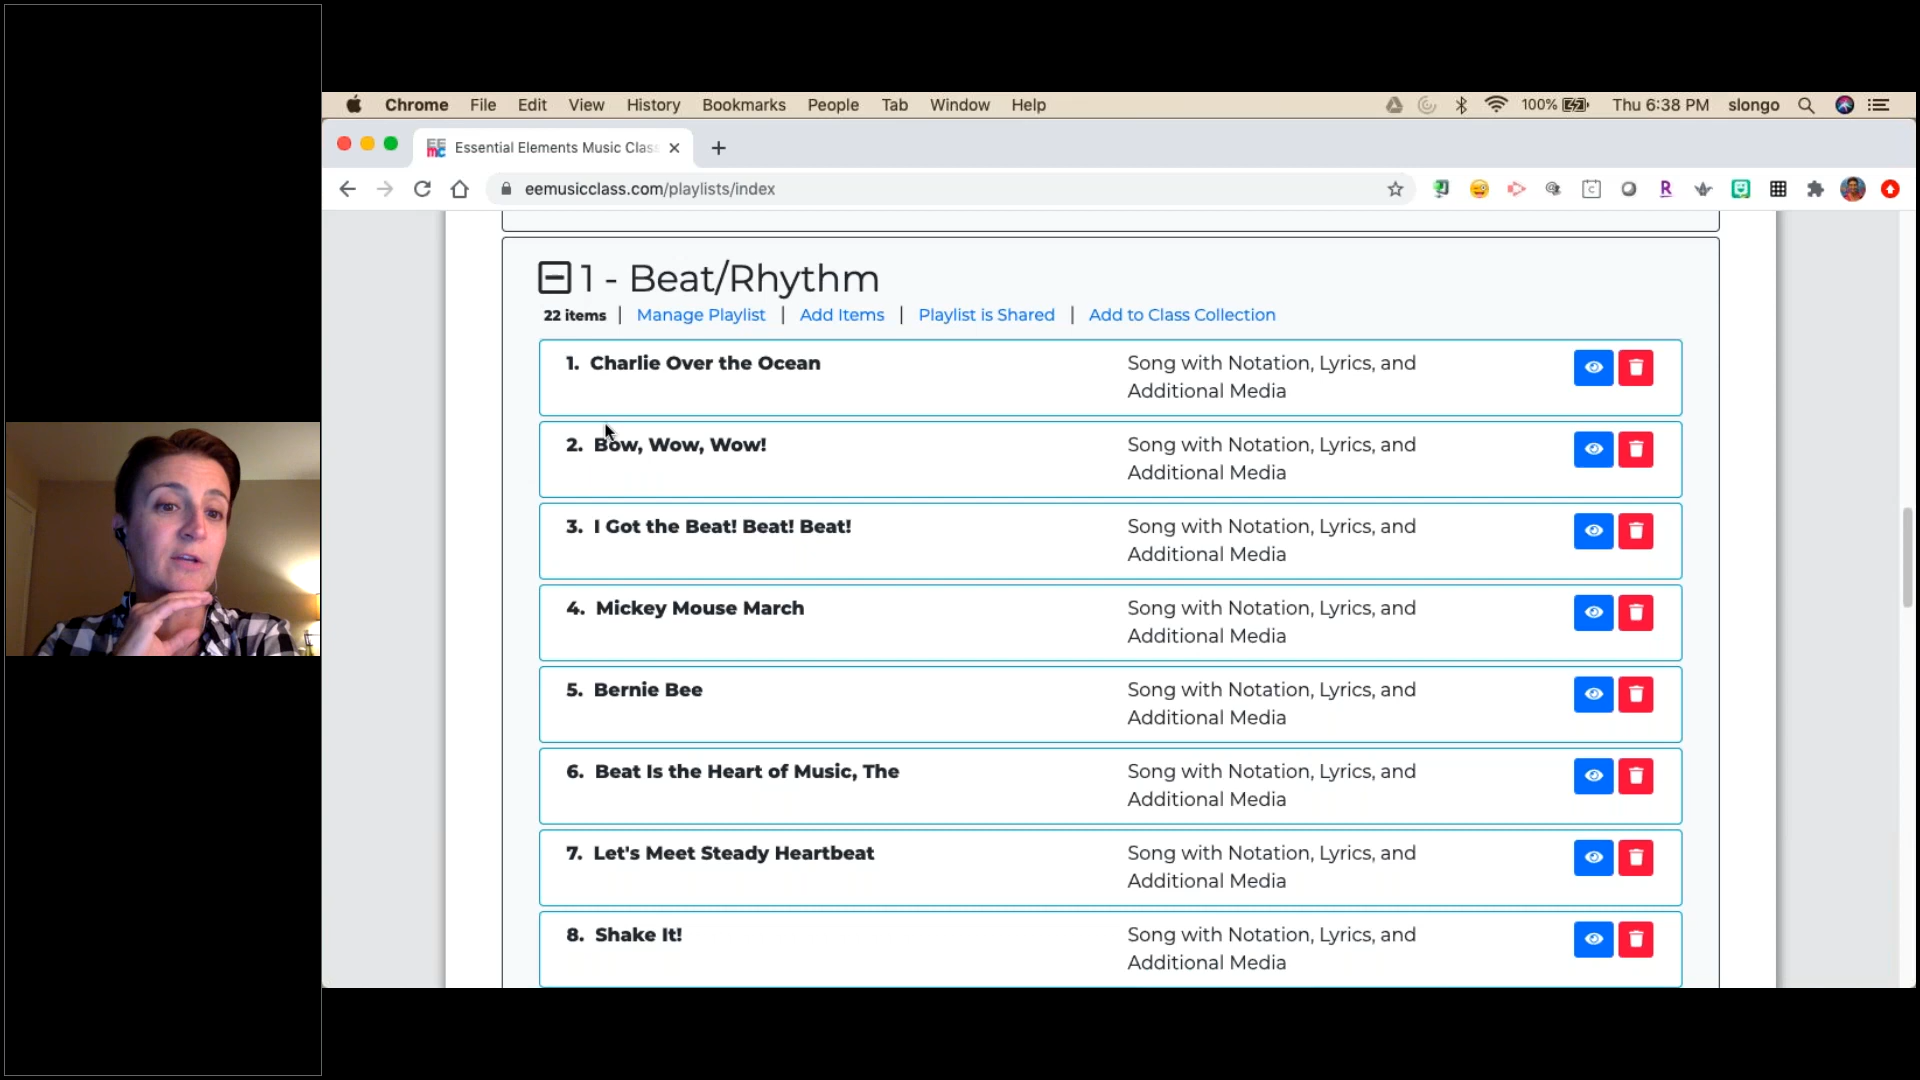 Chrome File Edit View History Bookmarks People Tab Window Help 100% Thu 6:38 PM slongo
Essential Elements Music Clas
eemusicclass.com/playlists/index
1 - Beat/Rhythm
22 items | Manage Playlist | Add Items | Playlist is Shared | Add to Class Collection
1. Charlie Over the Ocean Song with Notation, Lyrics, and
Additional Media
2. Bow, Wow, Wow! Song with Notation, Lyrics, and
Additional Media
3. I Got the Beat! Beat! Beat! Song with Notation, Lyrics, and
Additional Media
4. Mickey Mouse March Song with Notation, Lyrics, and
Additional Media
5. Bernie Bee Song with Notation, Lyrics, and
Additional Media
6. Beat Is the Heart of Music, The Song with Notation, Lyrics, and
Additional Media
7. Let's Meet Steady Heartbeat Song with Notation, Lyrics, and
Additional Media
8. Shake It! Song with Notation, Lyrics, and
Additional Media